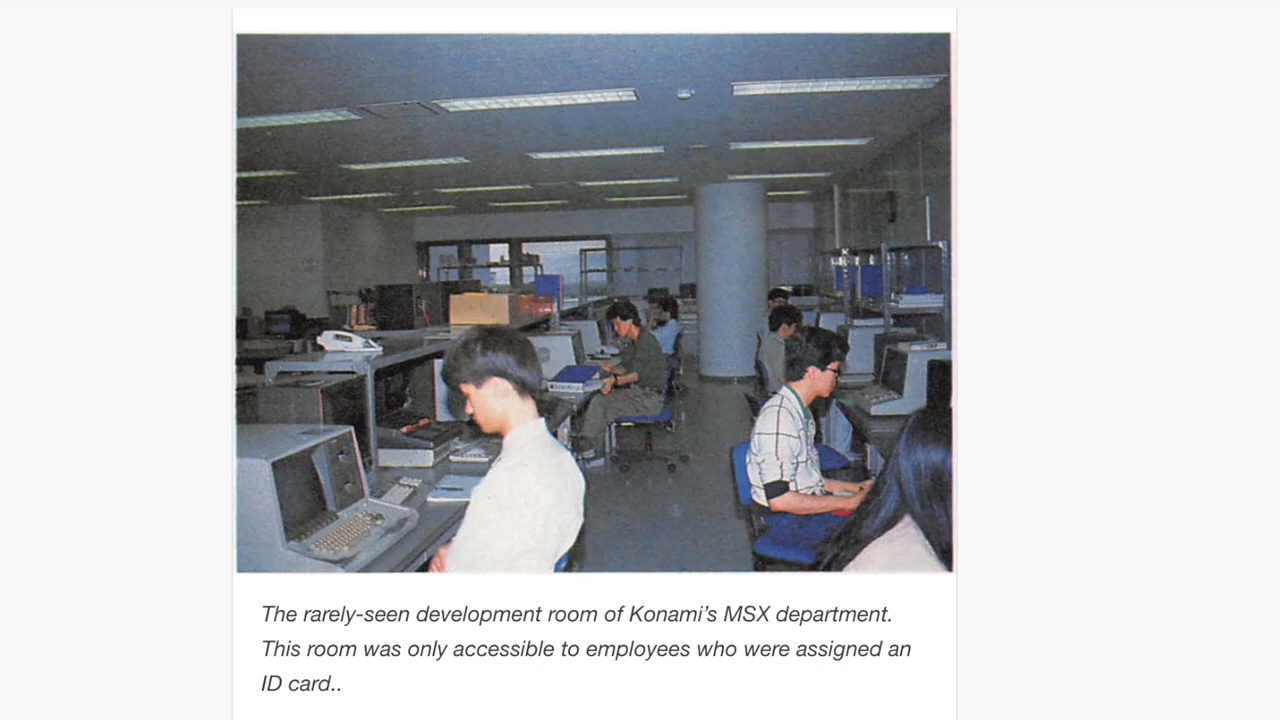 The rarely-seen development room of Konami’s MSX department.
This room was only accessible to employees who were assigned an
ID card..